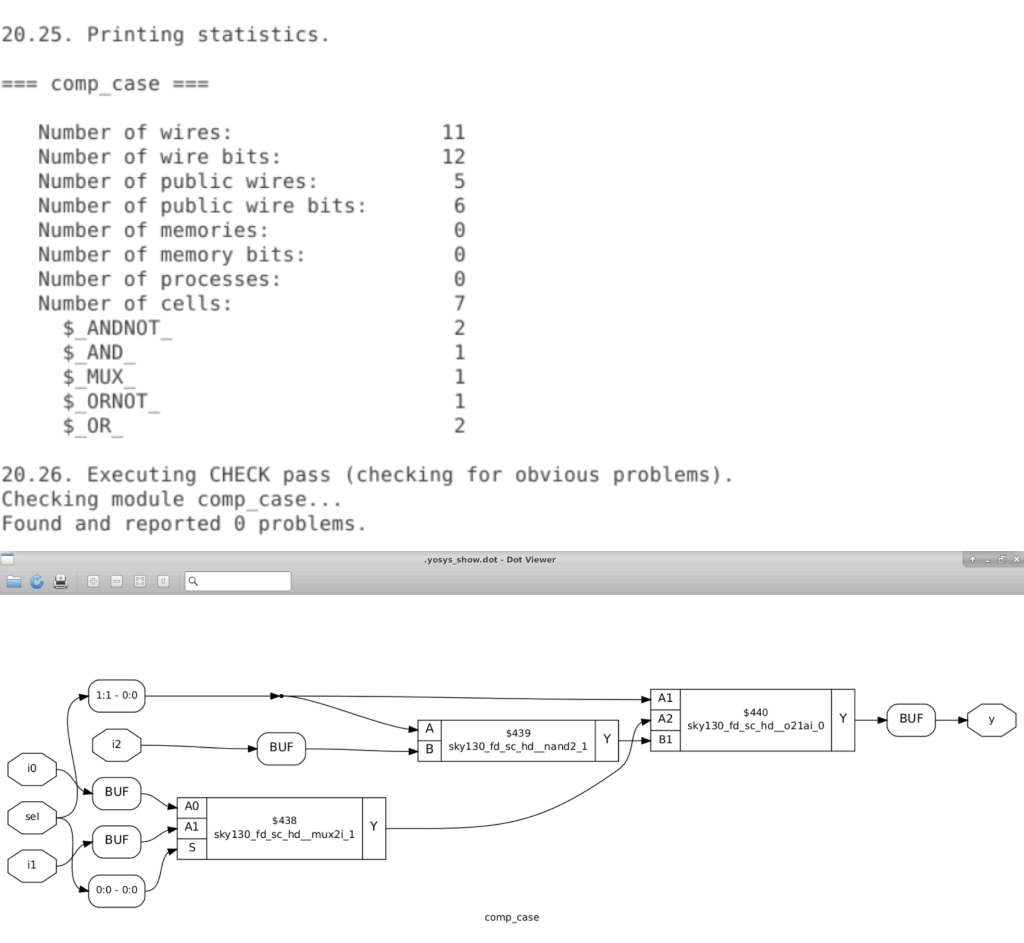 20.25. Printing statistics.
=== comp_case ===
Number of wires: 11
Number of wire bits: 12
Number of public wires: 5
Number of public wire bits: 6
Number of memories: 0
Number of memory bits: 0
Number of processes: 0
Number of cells: 7
$_ANDNOT_ 2
$_AND_ 1
$_MUX_ 1
$_ORNOT_ 1
$_OR_ 2
20.26. Executing CHECK pass (checking for obvious problems).
Checking module comp_case...
Found and reported 0 problems.
.yosys_show.dot - Dot Viewer
1:1 - 0:0
i2
BUF
i0
BUF
sel
BUF
i1
0:0 - 0:0
A0
A1
S
$438
sky130_fd_sc_hd__mux2i_1
Y
A
B
$439
sky130_fd_sc_hd__nand2_1
Y
A1
A2
B1
$440
sky130_fd_sc_hd__o21ai_0
Y
BUF
y
comp_case